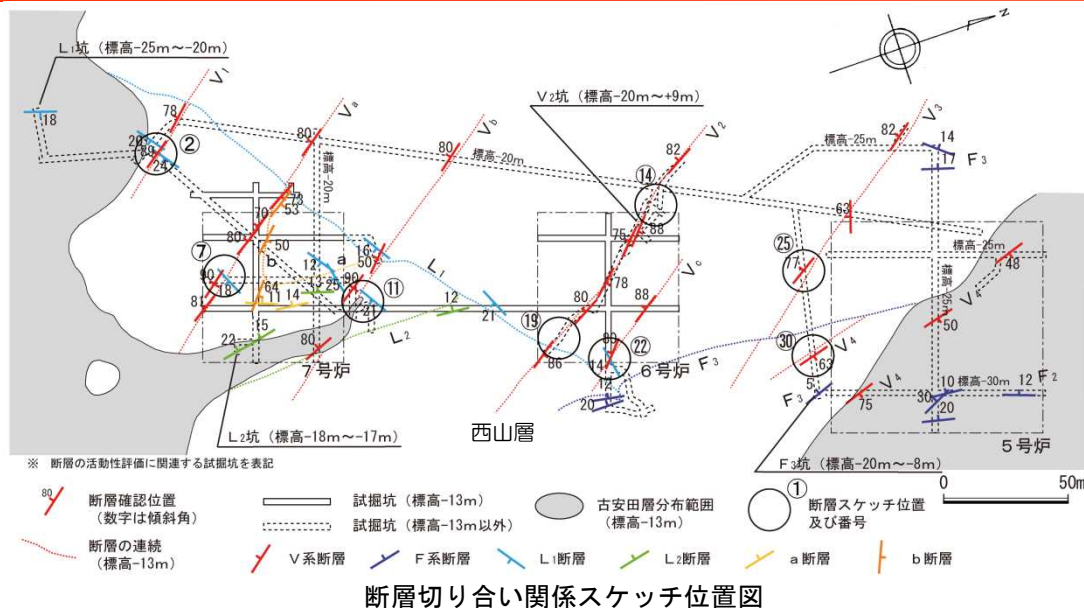 L₁坑（標高-25m～-20m）
V₂坑（標高-20m～+9m）
N
V₁
Va
Vb
V₂
V₃
78
80
80
82
82
14
17
F₃
18
②
24
標高-20m
標高-20m
標高-25m
⑭
88
75
63
標高-25m
73
53
70
80
50
b
a
16
50
L₁
⑦
90
18
81
12
13
25
64
11
14
90
⑪
21
12
21
L₂
78
80
Vc
88
㉕
77
48
V₄
標高-25m
50
22
15
80
7号炉
⑲
86
㉒
14
12
20
6号炉
F₃
㉚
V₄
63
5
F₃
75
V₄
10
標高-30m
12
F₂
30
20
5号炉
西山層
L₂坑（標高-18m～-17m）
F₃坑（標高-20m～-8m）
0
50m
※ 断層の活動性評価に関連する試掘坑を表記
80
断層確認位置
（数字は傾斜角）
試掘坑（標高-13m）
試掘坑（標高-13m以外）
古安田層分布範囲
（標高-13m）
①
断層スケッチ位置
及び番号
断層の連続
（標高-13m）
V系断層
F系断層
L₁断層
L₂断層
a断層
b断層
断層切り合い関係スケッチ位置図